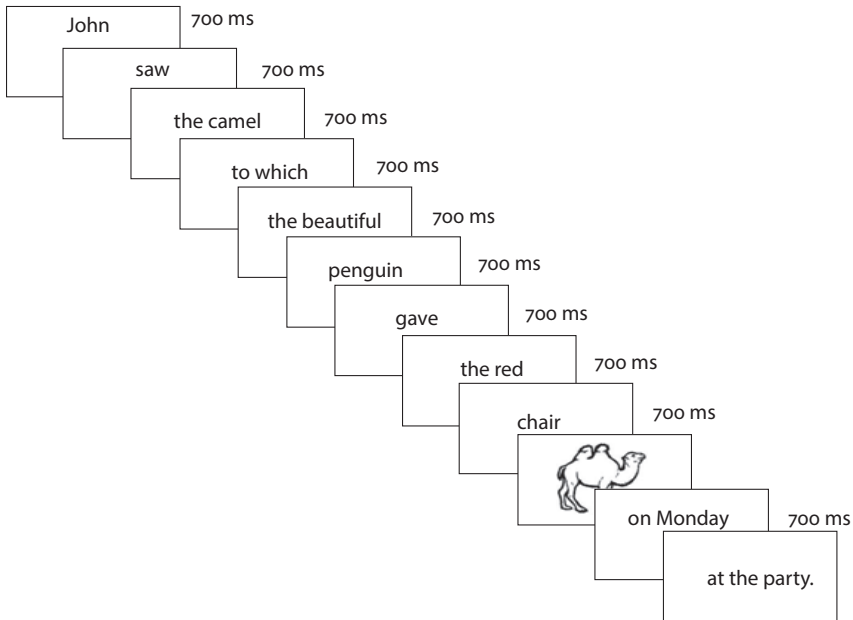 John 700 ms
saw 700 ms
the camel 700 ms
to which 700 ms
the beautiful 700 ms
penguin 700 ms
gave 700 ms
the red 700 ms
chair 700 ms
on Monday 700 ms
at the party.